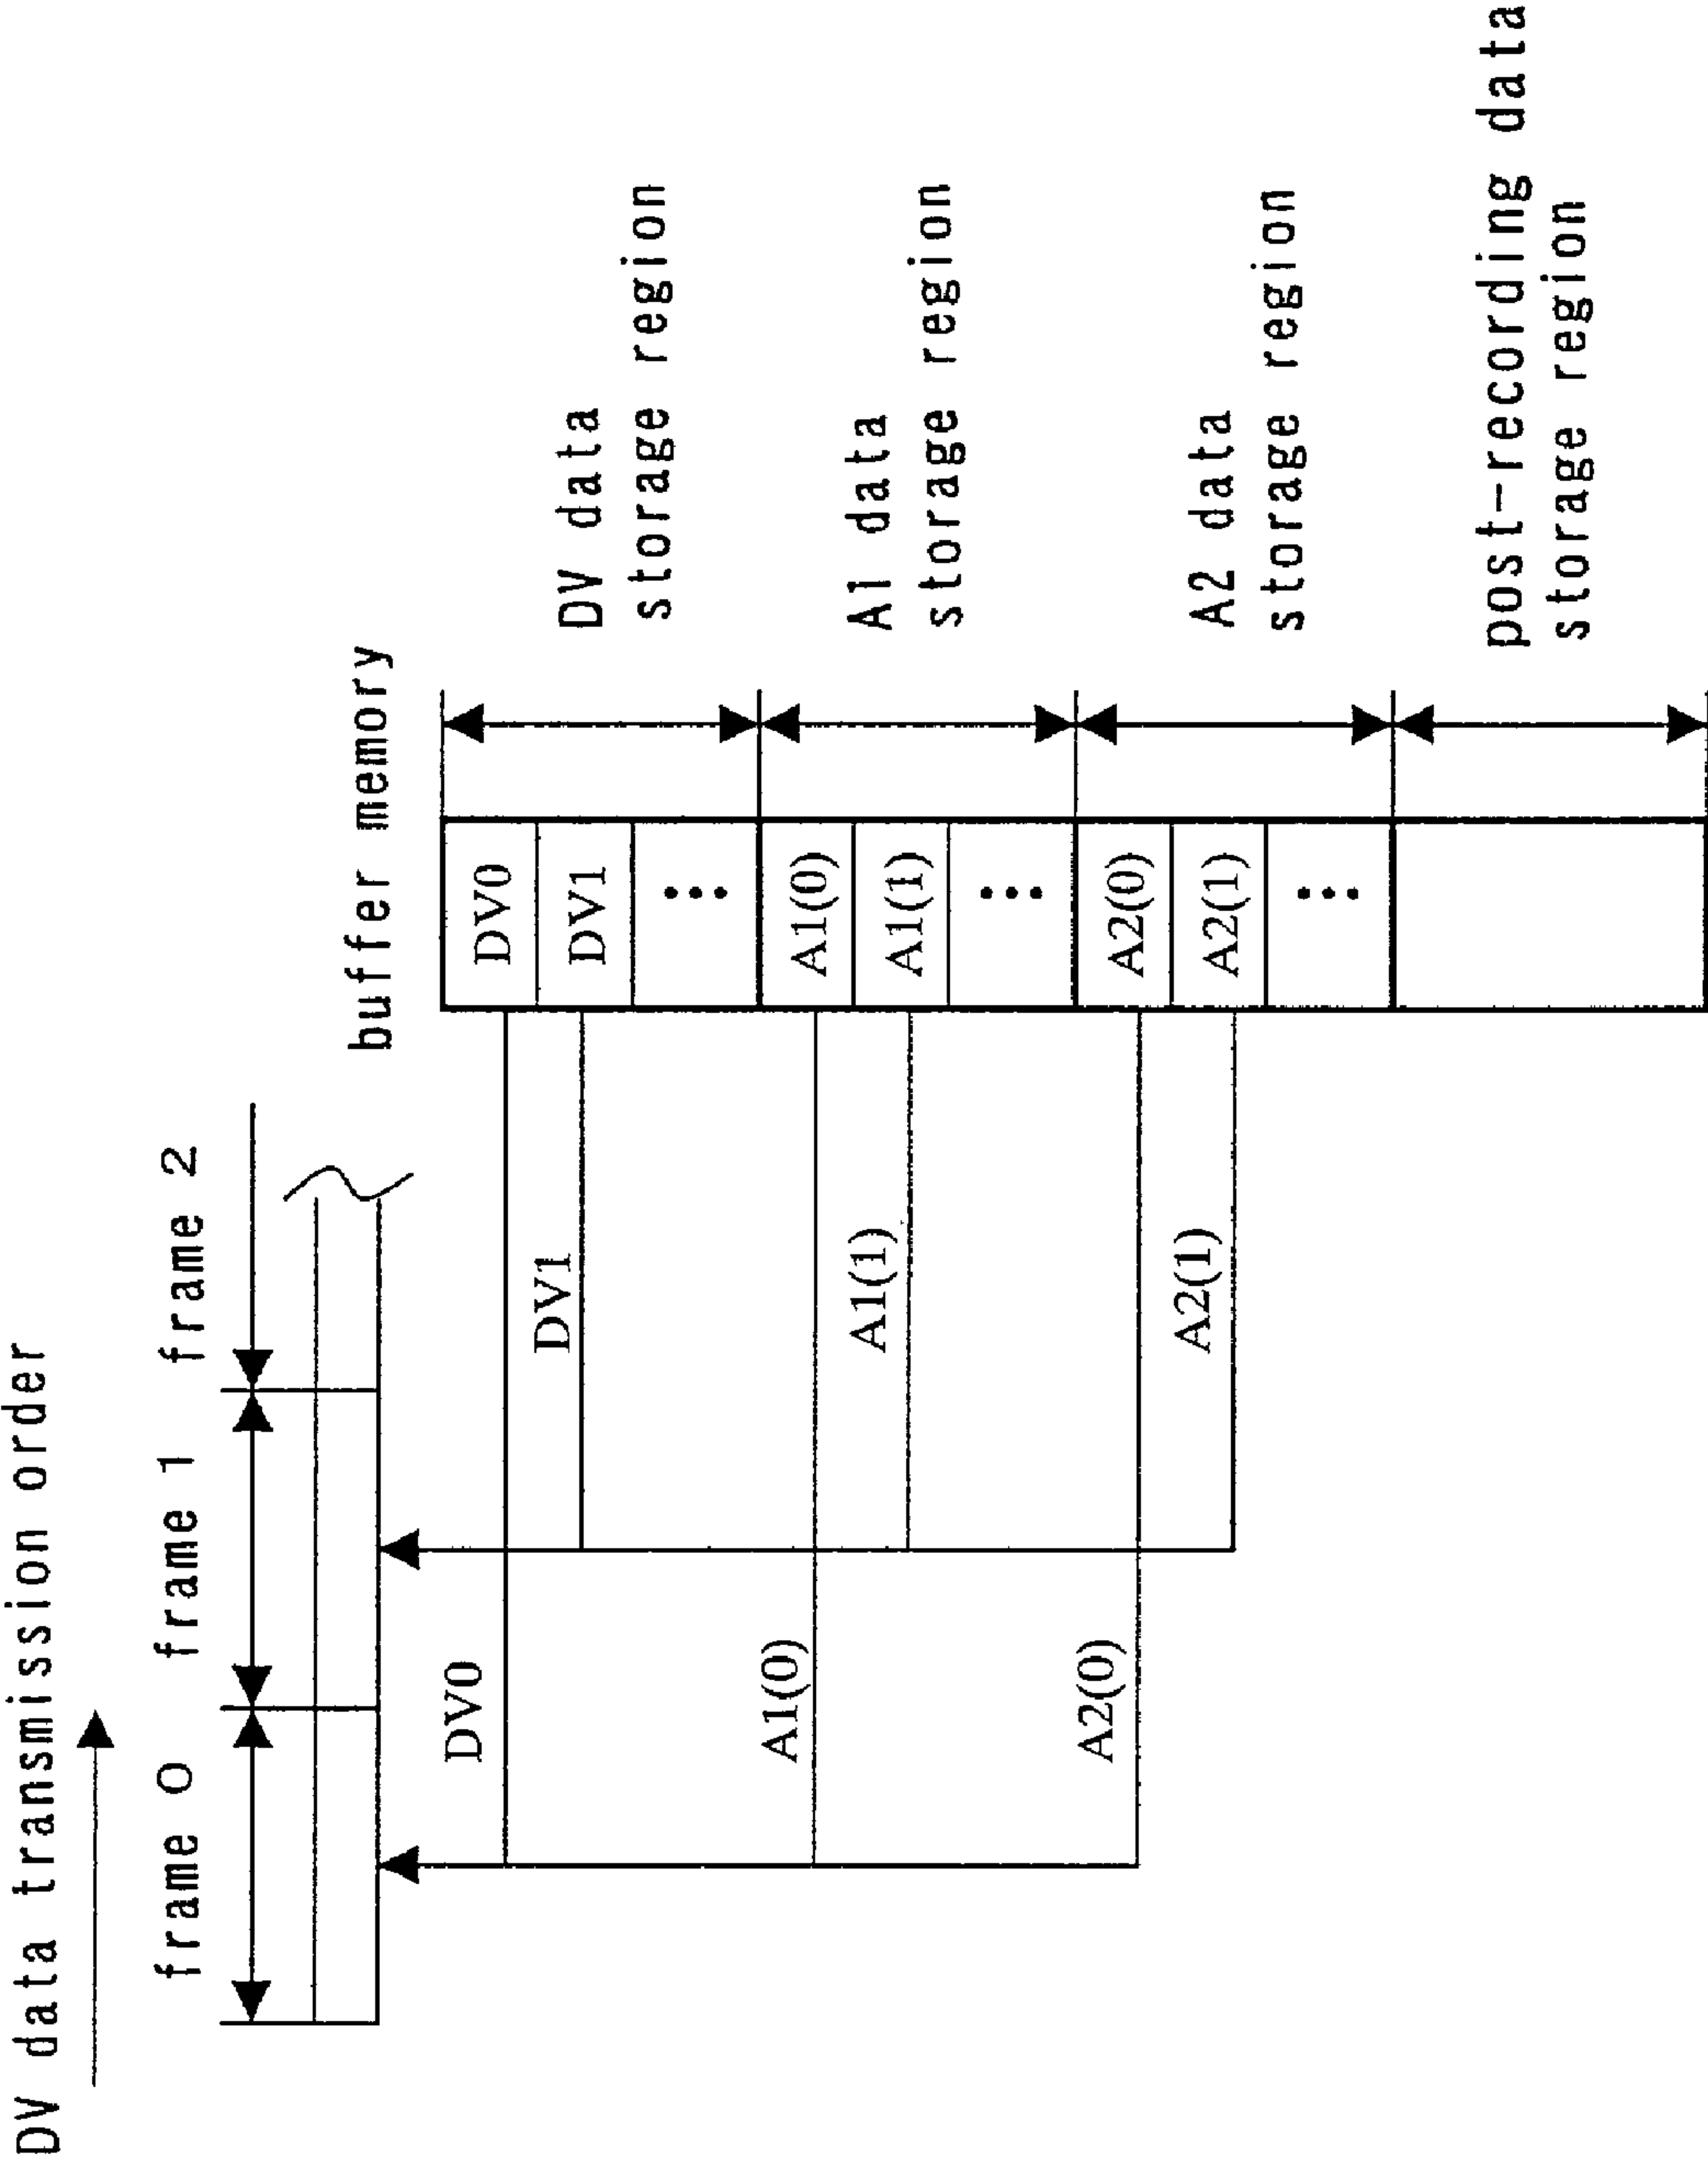 DV data transmission order
frame 0
frame 1
frame 2
buffer memory
DV0
DV1
DV0
DV1
DV data
storage region
A1(0)
A1(1)
A1(0)
A1(1)
A1 data
storage region
A2(0)
A2(1)
A2(0)
A2(1)
A2 data
storage region
post-recording data
storage region